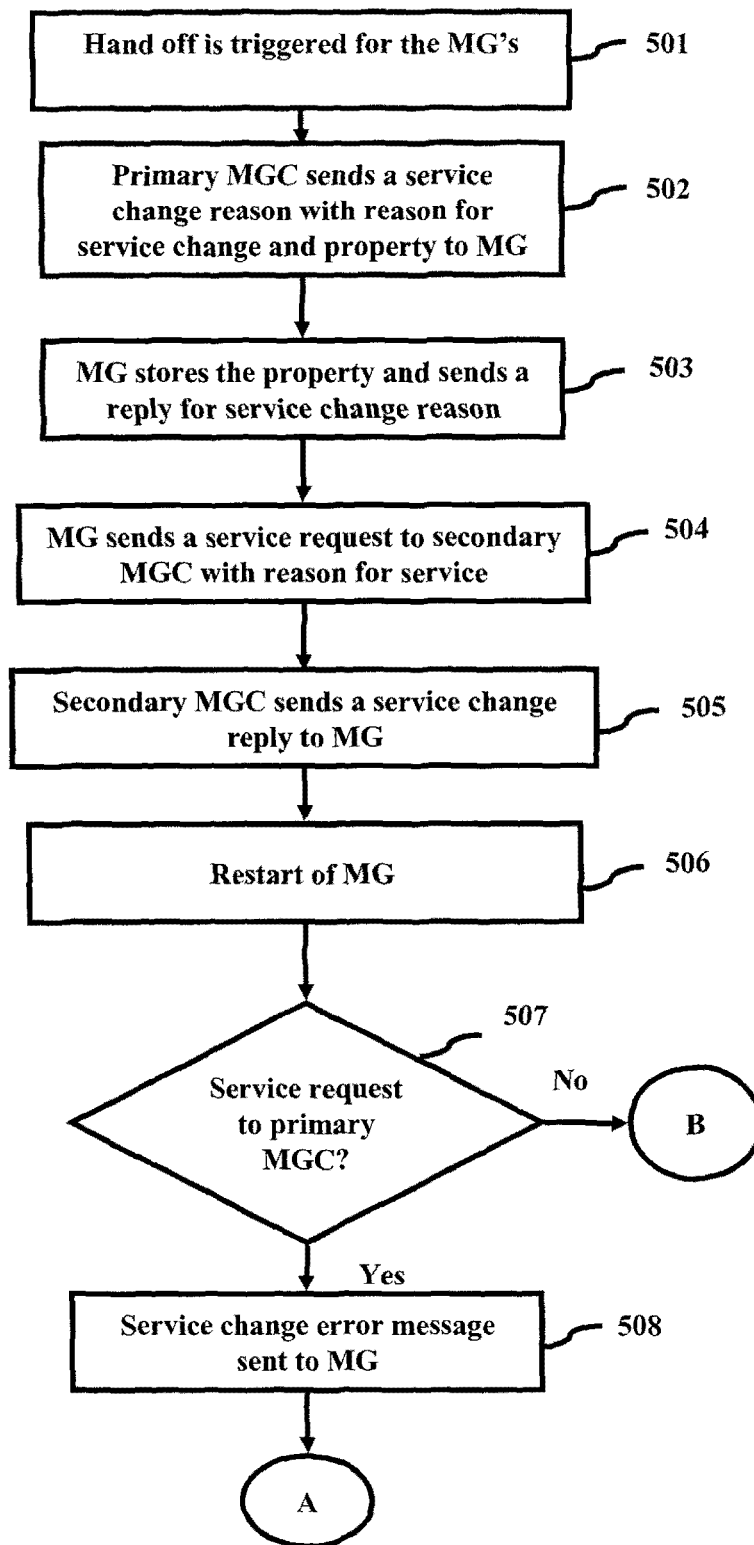 Hand off is triggered for the MG's
501
Primary MGC sends a service
change reason with reason for
service change and property to MG
502
MG stores the property and sends a
reply for service change reason
503
MG sends a service request to secondary
MGC with reason for service
504
Secondary MGC sends a service change
reply to MG
505
Restart of MG
506
507
Service request
to primary
MGC?
No
B
Yes
Service change error message
sent to MG
508
A